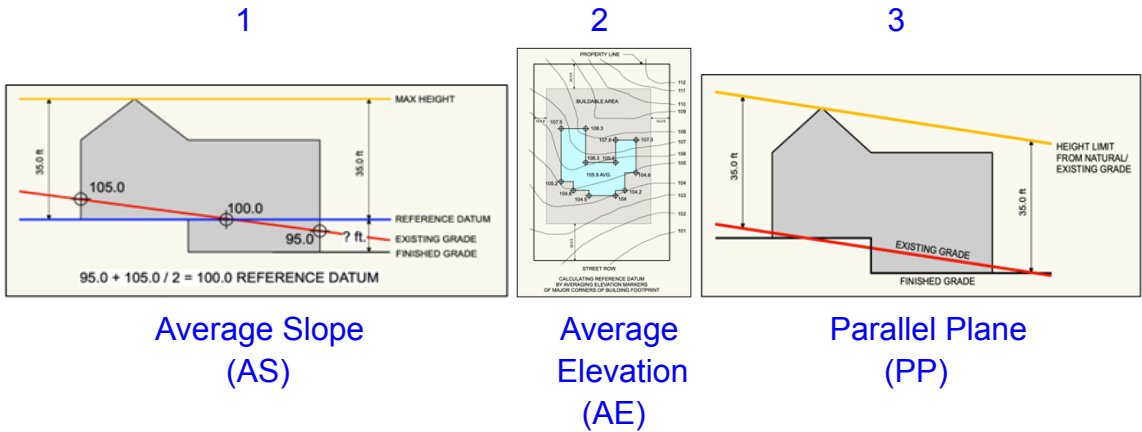 1
2
3
MAX HEIGHT
35.0 ft
35.0 ft
105.0
100.0
95.0
? ft.
REFERENCE DATUM
EXISTING GRADE
FINISHED GRADE
95.0 + 105.0 / 2 = 100.0 REFERENCE DATUM
PROPERTY LINE
BUILDABLE AREA
112
111
110
109
108
107
106
105
104
103
102
101
107.5
108.3
107.8
107.5
106.3
105.8
105.9 AVG.
105.2
104.8
104.8
104.5
104
104.2
STREET ROW
CALCULATING REFERENCE DATUM
BY AVERAGING ELEVATION MARKERS
OF MAJOR CORNERS OF BUILDING FOOTPRINT
35.0 ft
35.0 ft
HEIGHT LIMIT
FROM NATURAL/
EXISTING GRADE
EXISTING GRADE
FINISHED GRADE
Average Slope
(AS)
Average
Elevation
(AE)
Parallel Plane
(PP)